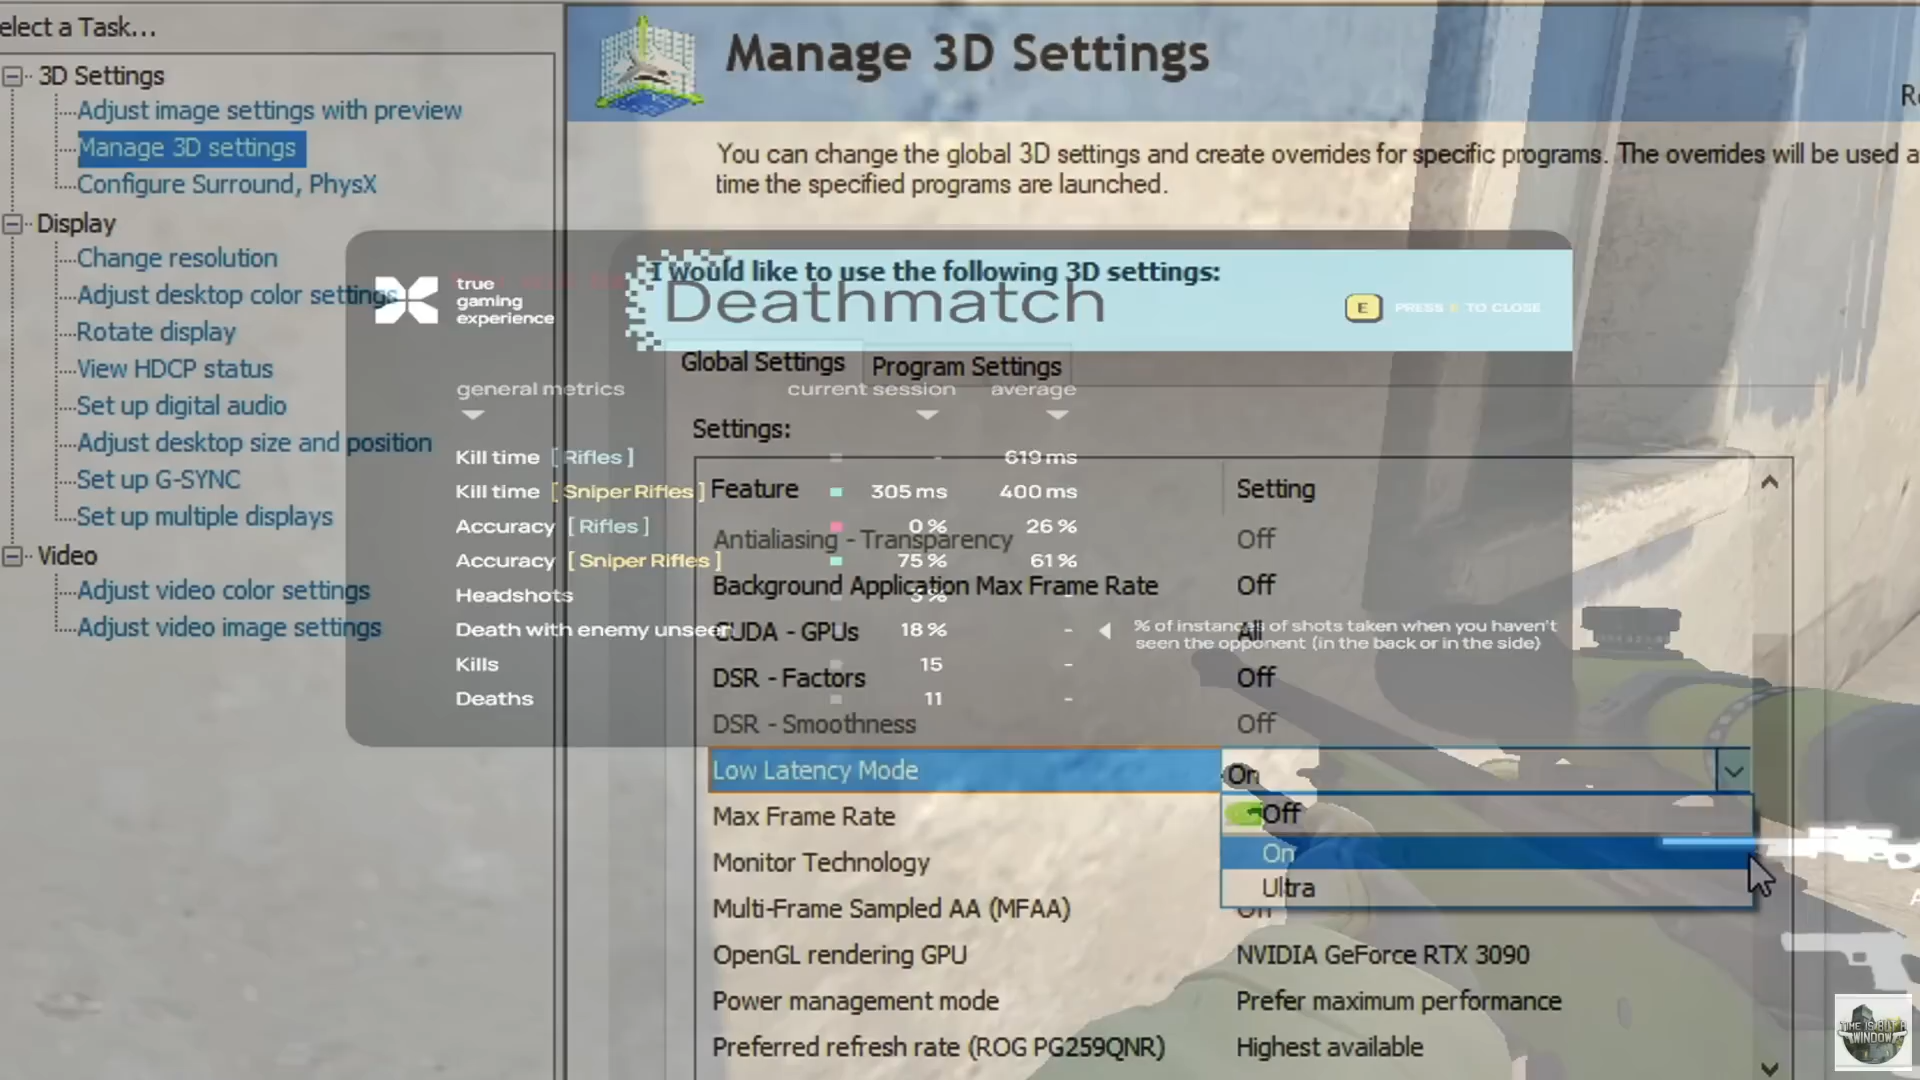 elect a Task...
3D Settings
Adjust image settings with preview
Manage 3D settings
Configure Surround, PhysX
Display
Change resolution
Adjust desktop color settings
Rotate display
View HDCP status
Set up digital audio
Adjust desktop size and position
Set up G-SYNC
Set up multiple displays
Video
Adjust video color settings
Adjust video image settings
Manage 3D Settings
You can change the global 3D settings and create overrides for specific programs. The overrides will be used a
time the specified programs are launched.
I would like to use the following 3D settings:
Global Settings Program Settings
Settings:
Feature Setting
Antialiasing - Transparency Off
Background Application Max Frame Rate Off
CUDA - GPUs All
DSR - Factors Off
DSR - Smoothness Off
Low Latency Mode On
Off
On
Ultra
Max Frame Rate
Monitor Technology
Multi-Frame Sampled AA (MFAA) Off
OpenGL rendering GPU NVIDIA GeForce RTX 3090
Power management mode Prefer maximum performance
Preferred refresh rate (ROG PG259QNR) Highest available
true
gaming
experience
Deathmatch
E PRESS E TO CLOSE
general metrics current session average
Kill time [ Rifles ] - 619 ms
Kill time [ Sniper Rifles ] 305 ms 400 ms
Accuracy [ Rifles ] 0 % 26 %
Accuracy [ Sniper Rifles ] 75 % 61 %
Headshots % -
Death with enemy unseen 18 % -
% of instances of shots taken when you haven't
seen the opponent (in the back or in the side)
Kills 15 -
Deaths 11 -
TIME IS BUT A
WINDOW